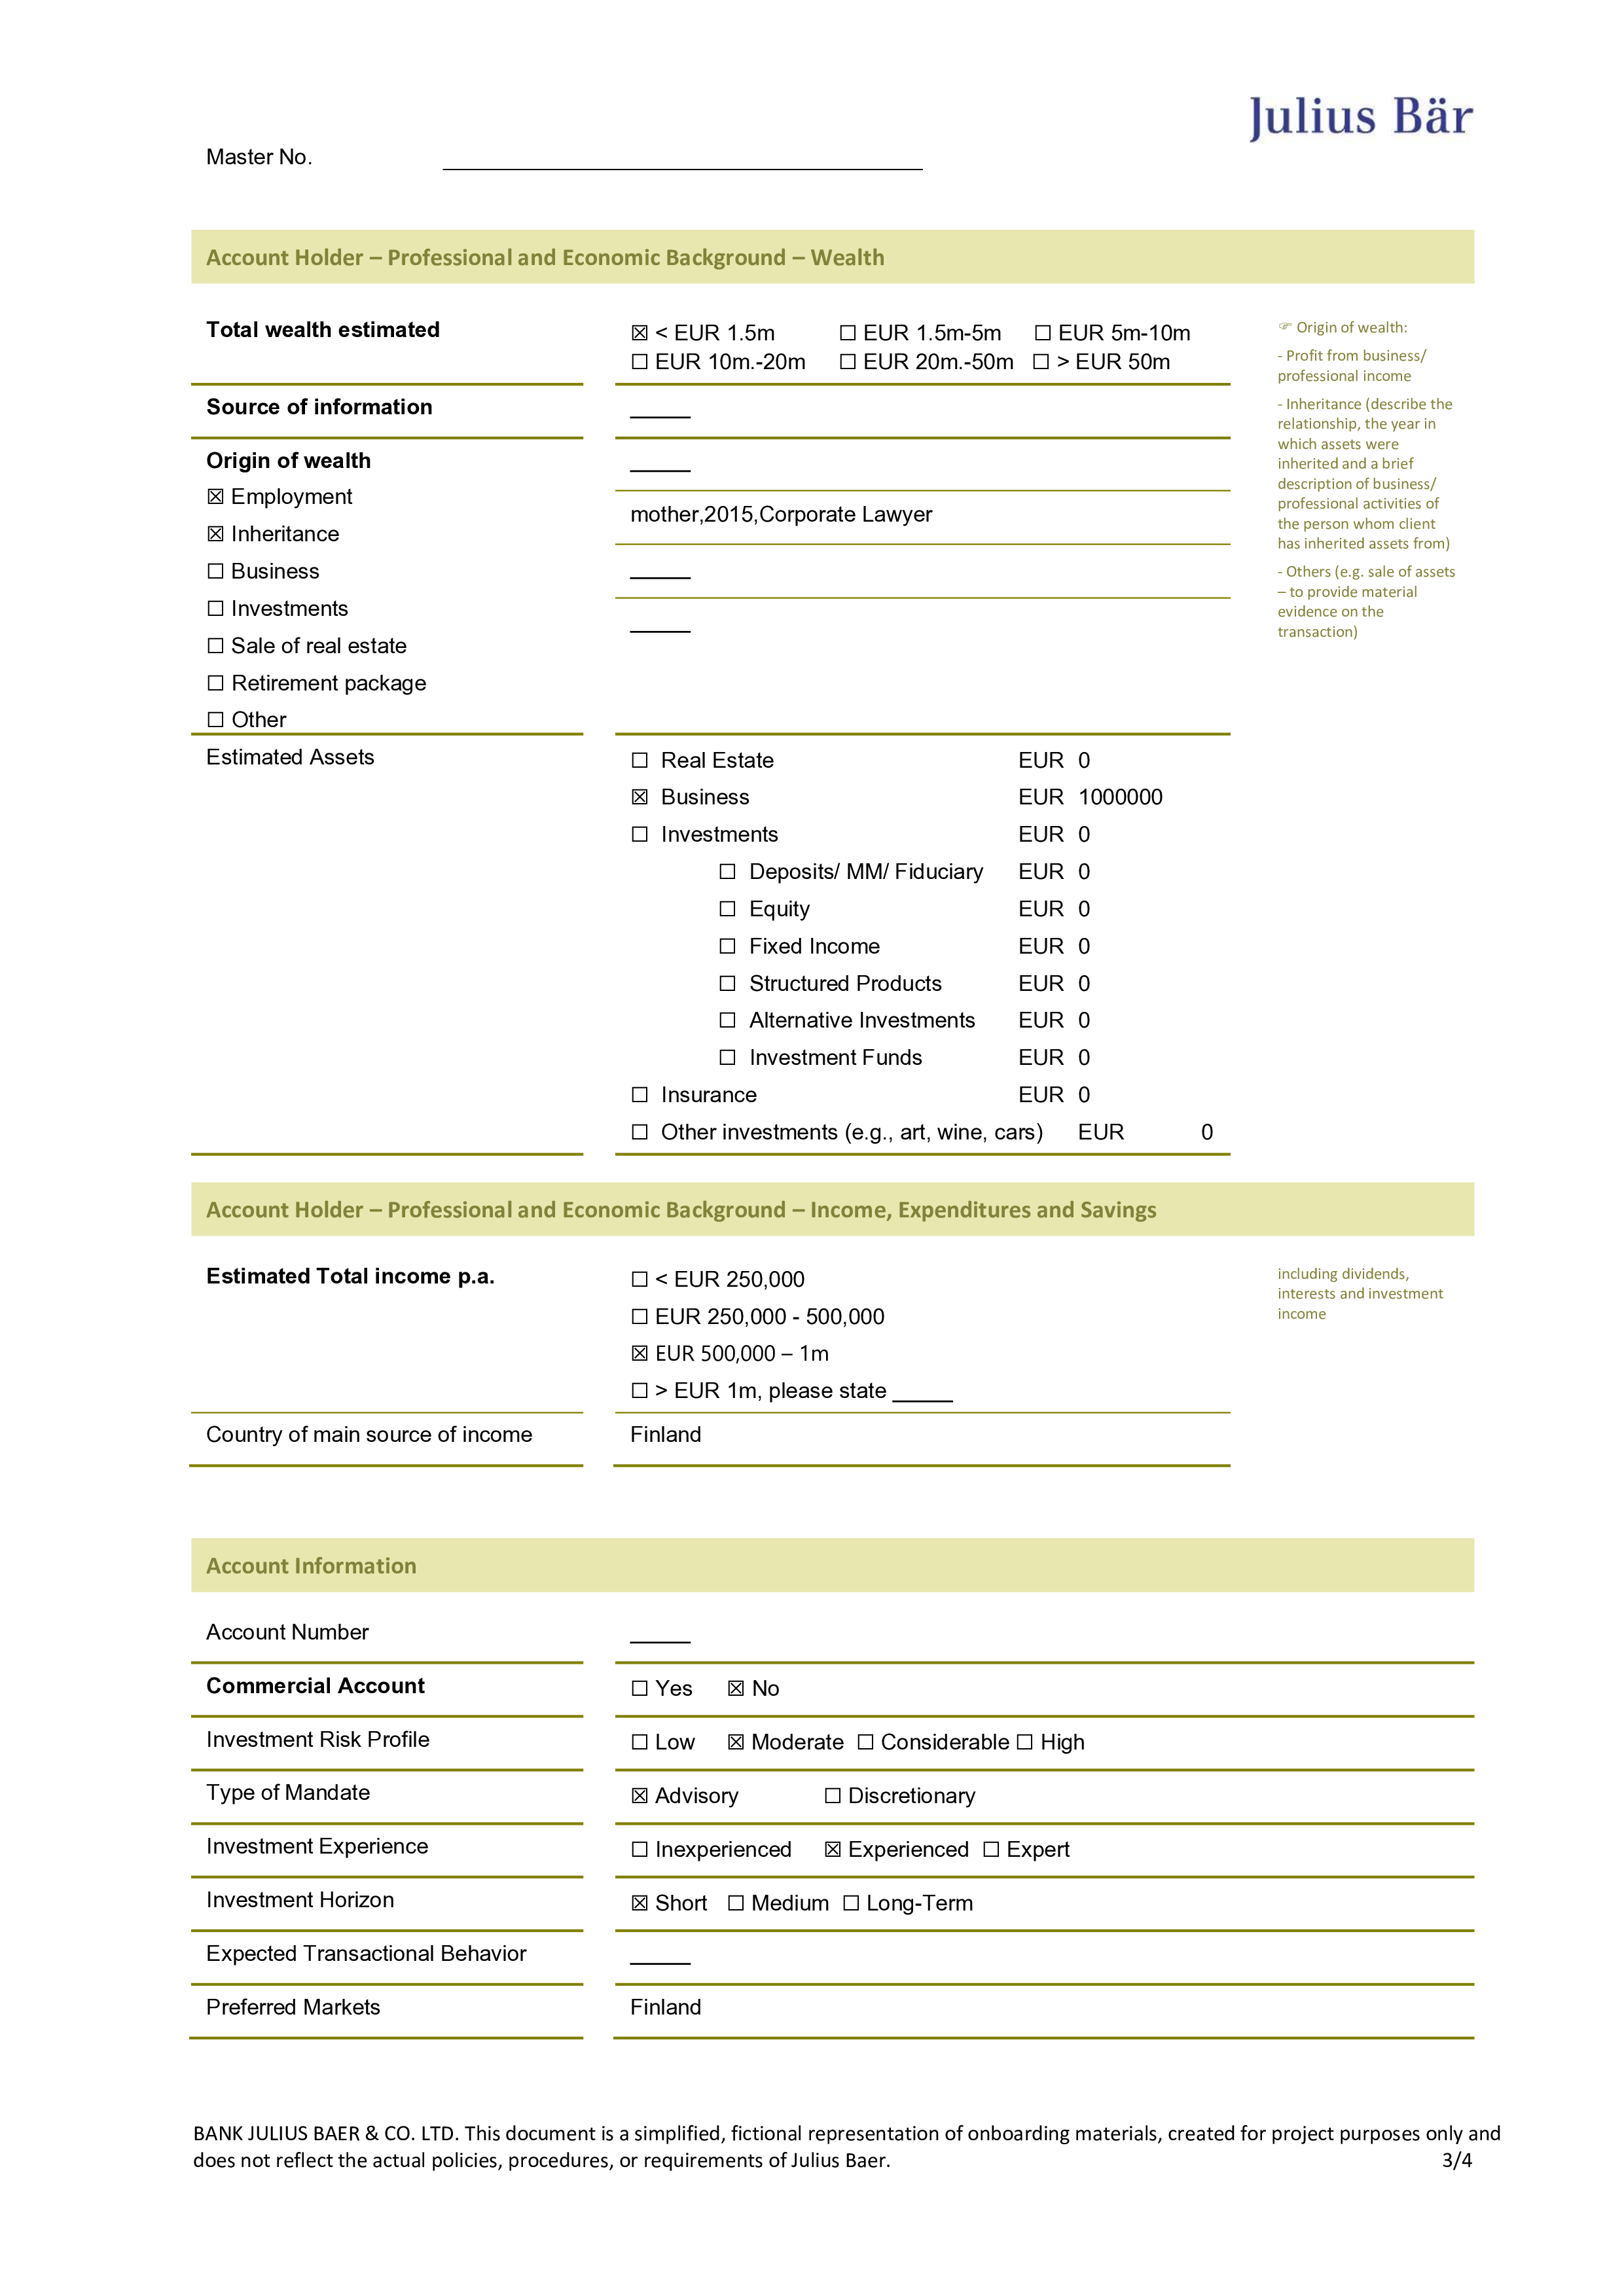 Julius Bär
Master No.
Account Holder – Professional and Economic Background – Wealth
Total wealth estimated
☒ < EUR 1.5m ☐ EUR 1.5m-5m ☐ EUR 5m-10m
☐ EUR 10m.-20m ☐ EUR 20m.-50m ☐ > EUR 50m
☞ Origin of wealth:
- Profit from business/
professional income
- Inheritance (describe the
relationship, the year in
which assets were
inherited and a brief
description of business/
professional activities of
the person whom client
has inherited assets from)
- Others (e.g. sale of assets
– to provide material
evidence on the
transaction)
Source of information
Origin of wealth
☒ Employment
☒ Inheritance
☐ Business
☐ Investments
☐ Sale of real estate
☐ Retirement package
☐ Other
mother,2015,Corporate Lawyer
Estimated Assets
☐ Real Estate EUR 0
☒ Business EUR 1000000
☐ Investments EUR 0
☐ Deposits/ MM/ Fiduciary EUR 0
☐ Equity EUR 0
☐ Fixed Income EUR 0
☐ Structured Products EUR 0
☐ Alternative Investments EUR 0
☐ Investment Funds EUR 0
☐ Insurance EUR 0
☐ Other investments (e.g., art, wine, cars) EUR 0
Account Holder – Professional and Economic Background – Income, Expenditures and Savings
Estimated Total income p.a.
☐ < EUR 250,000
☐ EUR 250,000 - 500,000
☒ EUR 500,000 – 1m
☐ > EUR 1m, please state _____
including dividends,
interests and investment
income
Country of main source of income Finland
Account Information
Account Number
Commercial Account ☐ Yes ☒ No
Investment Risk Profile ☐ Low ☒ Moderate ☐ Considerable ☐ High
Type of Mandate ☒ Advisory ☐ Discretionary
Investment Experience ☐ Inexperienced ☒ Experienced ☐ Expert
Investment Horizon ☒ Short ☐ Medium ☐ Long-Term
Expected Transactional Behavior
Preferred Markets Finland
BANK JULIUS BAER & CO. LTD. This document is a simplified, fictional representation of onboarding materials, created for project purposes only and
does not reflect the actual policies, procedures, or requirements of Julius Baer. 3/4